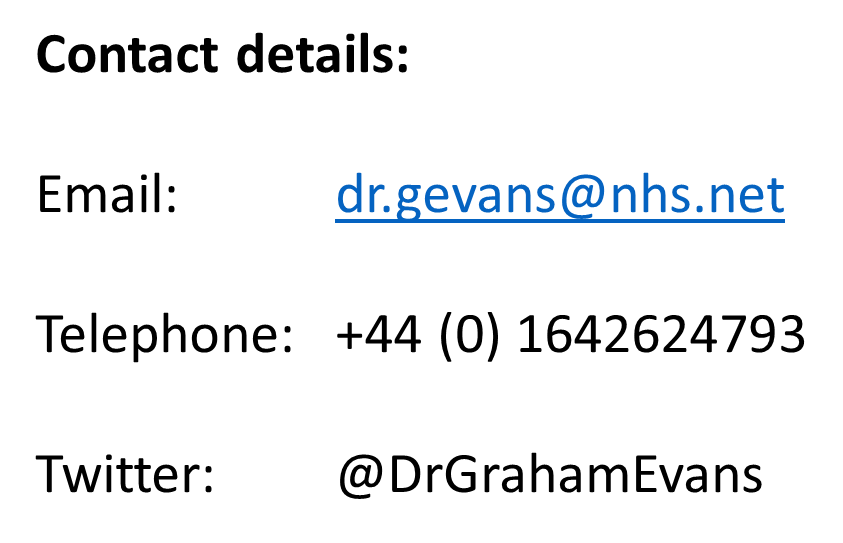 Contact details:
Email: dr.gevans@nhs.net
Telephone: +44 (0) 1642624793
Twitter: @DrGrahamEvans